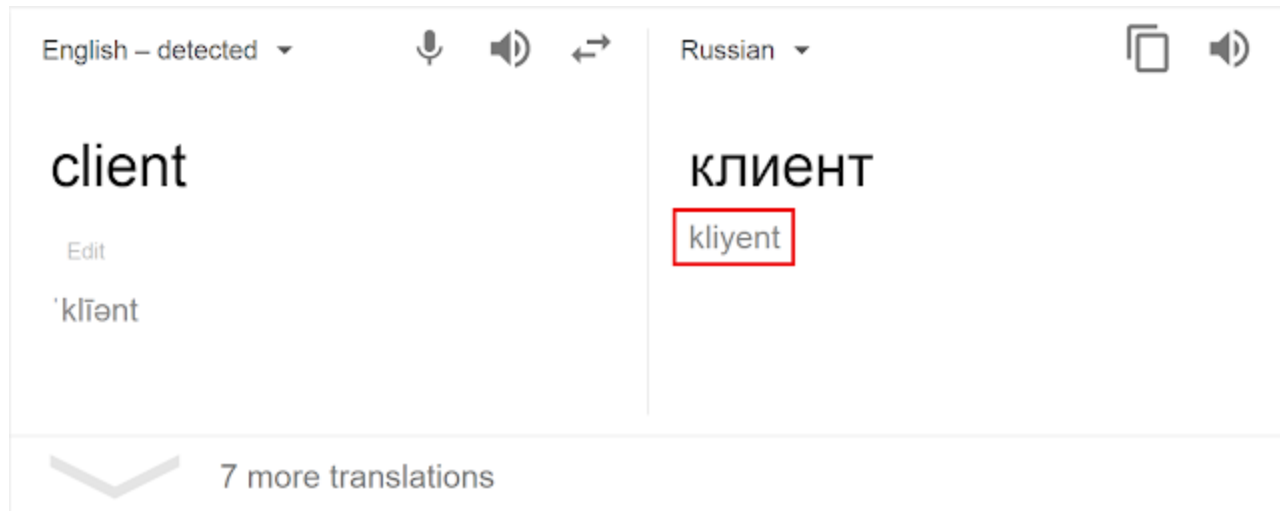 English – detected
Russian
client
клиент
kliyent
Edit
ˈklīənt
7 more translations